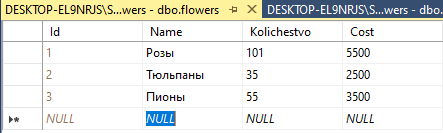 DESKTOP-EL9NRJS\S...wers - dbo.flowers DESKTOP-EL9NRJS\S...wers - dbo.f
Id Name Kolichestvo Cost
1 Розы 101 5500
2 Тюльпаны 35 2500
3 Пионы 55 3500
NULL NULL NULL NULL